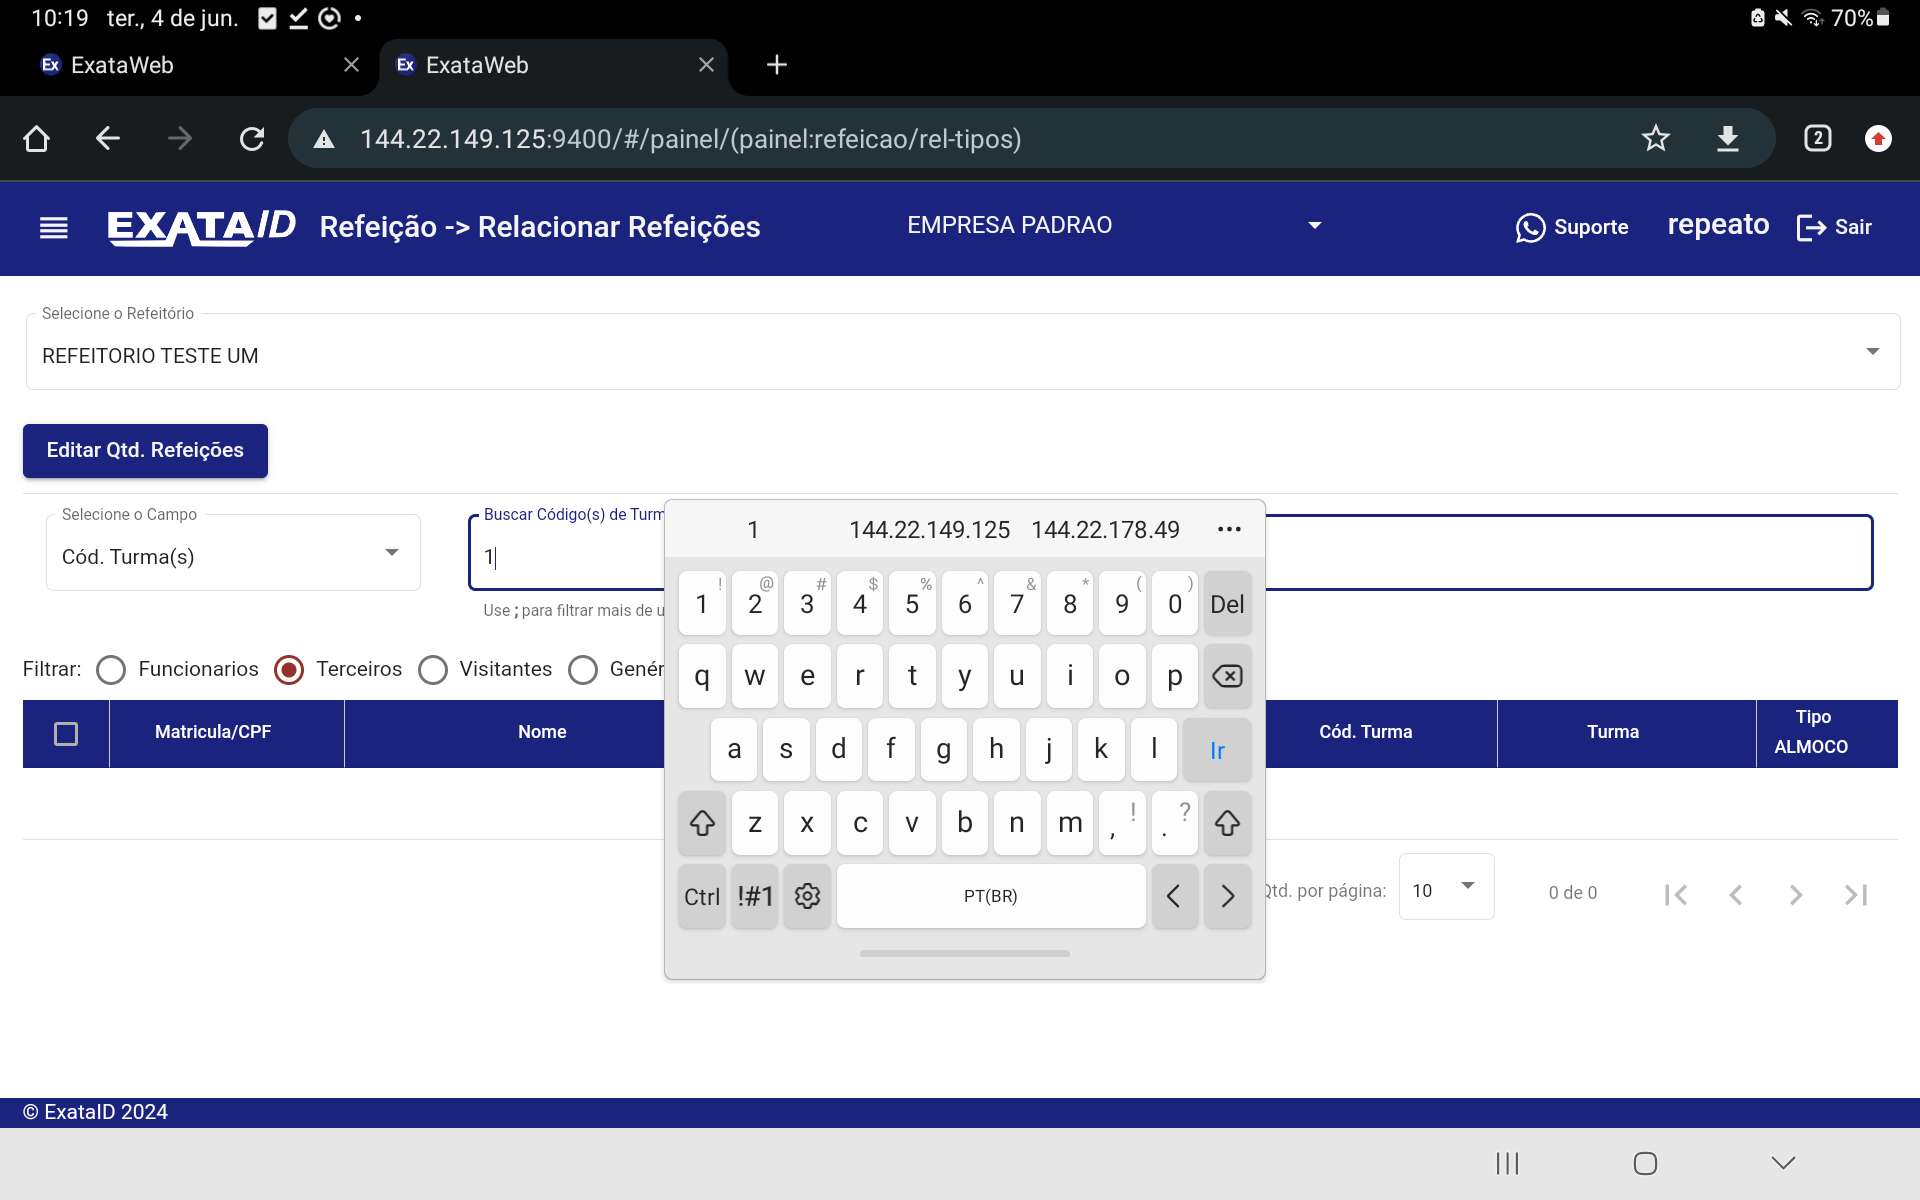 10:19 ter., 4 de jun. 70%
Ex ExataWeb Ex ExataWeb
144.22.149.125:9400/#/painel/(painel:refeicao/rel-tipos) 2
EXATA ID Refeição -> Relacionar Refeições EMPRESA PADRAO Suporte repeato Sair
Selecione o Refeitório
REFEITORIO TESTE UM
Editar Qtd. Refeições
Selecione o Campo
Cód. Turma(s)
Buscar Código(s) de Turm
1
Use ; para filtrar mais de u
1 144.22.149.125 144.22.178.49 •••
! @ # $ % ^ & * ( )
1 2 3 4 5 6 7 8 9 0 Del
q w e r t y u i o p
a s d f g h j k l Ir
z x c v b n m , ! . ?
Ctrl !#1 PT(BR) < >
Filtrar: Funcionarios Terceiros Visitantes Genér
Matricula/CPF Nome Cód. Turma Turma Tipo
ALMOCO
Qtd. por página: 10 0 de 0
© ExataID 2024